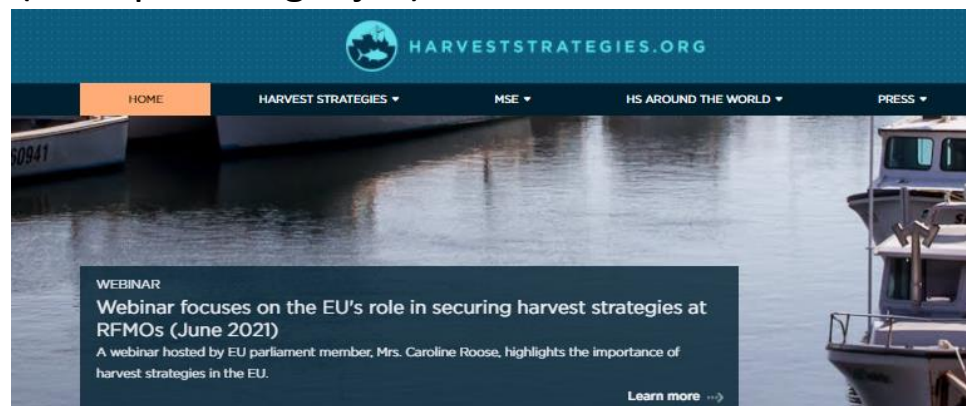 HARVESTSTRATEGIES.ORG
HOME HARVEST STRATEGIES MSE HS AROUND THE WORLD PRESS
60941
WEBINAR
Webinar focuses on the EU's role in securing harvest strategies at
RFMOs (June 2021)
A webinar hosted by EU parliament member, Mrs. Caroline Roose, highlights the importance of
harvest strategies in the EU.
Learn more